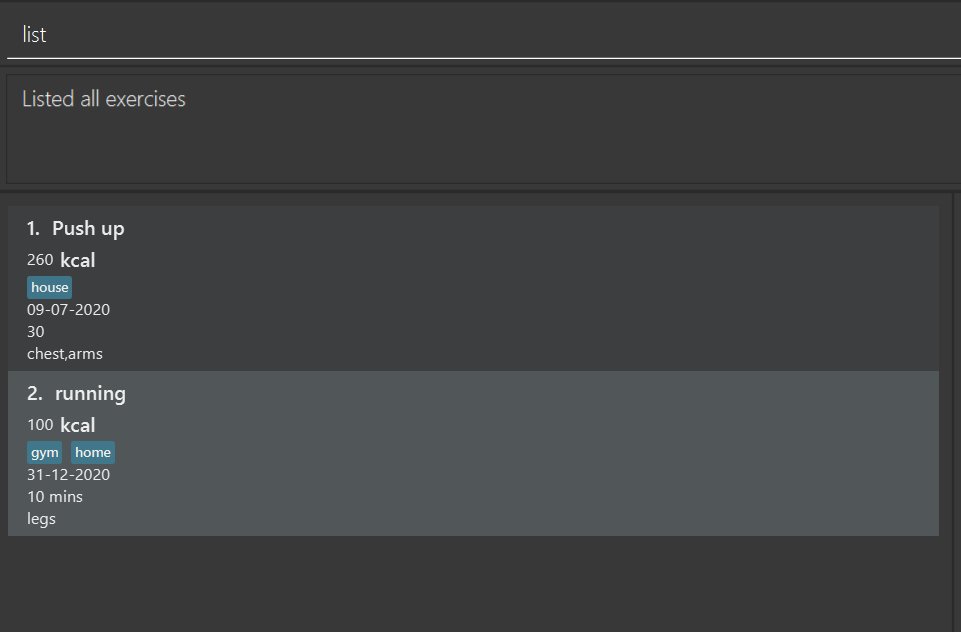 list
Listed all exercises
1. Push up
260 kcal
house
09-07-2020
30
chest,arms
2. running
100 kcal
gym home
31-12-2020
10 mins
legs